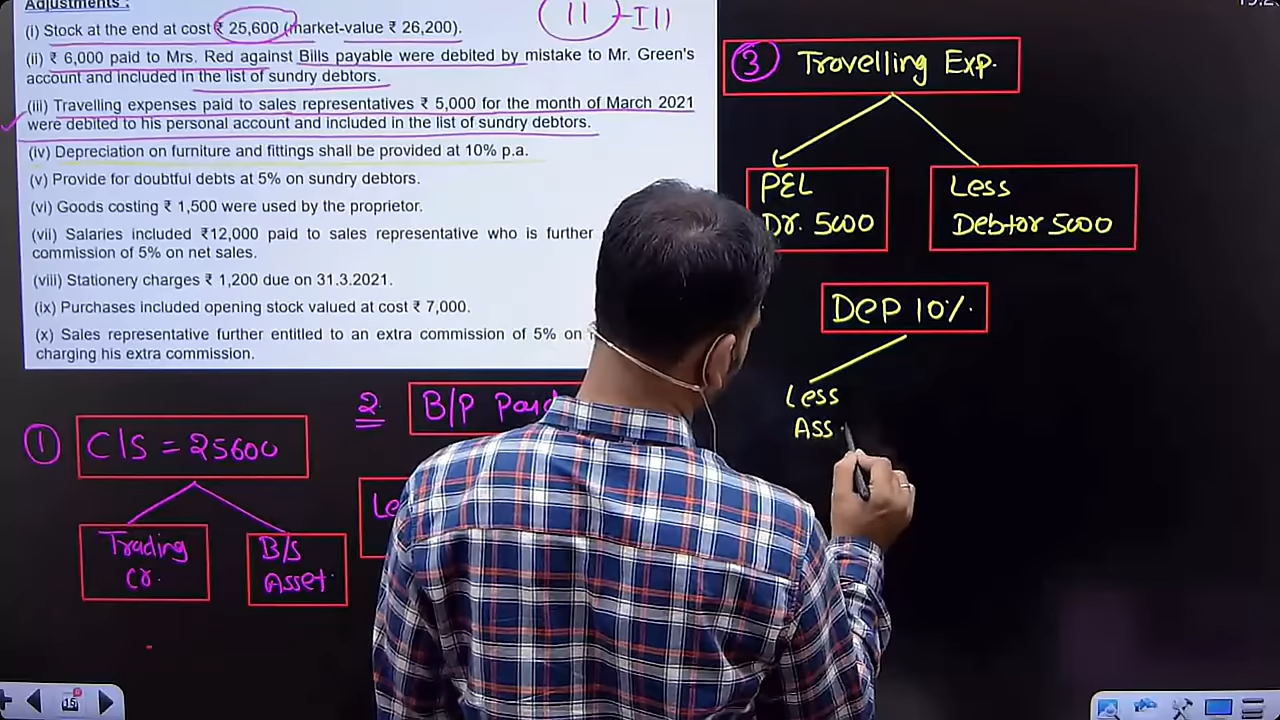 Adjustments :
(i) Stock at the end at cost ₹ 25,600 (market-value ₹ 26,200).
(ii) ₹ 6,000 paid to Mrs. Red against Bills payable were debited by mistake to Mr. Green's
account and included in the list of sundry debtors.
(iii) Travelling expenses paid to sales representatives ₹ 5,000 for the month of March 2021
were debited to his personal account and included in the list of sundry debtors.
(iv) Depreciation on furniture and fittings shall be provided at 10% p.a.
(v) Provide for doubtful debts at 5% on sundry debtors.
(vi) Goods costing ₹ 1,500 were used by the proprietor.
(vii) Salaries included ₹12,000 paid to sales representative who is further
commission of 5% on net sales.
(viii) Stationery charges ₹ 1,200 due on 31.3.2021.
(ix) Purchases included opening stock valued at cost ₹ 7,000.
(x) Sales representative further entitled to an extra commission of 5% on
charging his extra commission.
11 - III
3 Trovelling Exp.
P&L
Dr. 5000
Less
Debtor 5000
Dep 10%.
Less
Ass
1 C/S = 25600
Trading
Cr.
B/S
Asset.
2. B/P Paid
Le
15